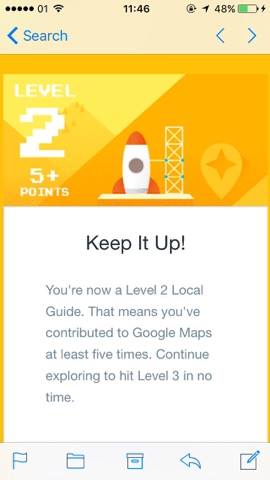 01 11:46 48%
Search
LEVEL
2
5+
POINTS
Keep It Up!
You're now a Level 2 Local
Guide. That means you've
contributed to Google Maps
at least five times. Continue
exploring to hit Level 3 in no
time.